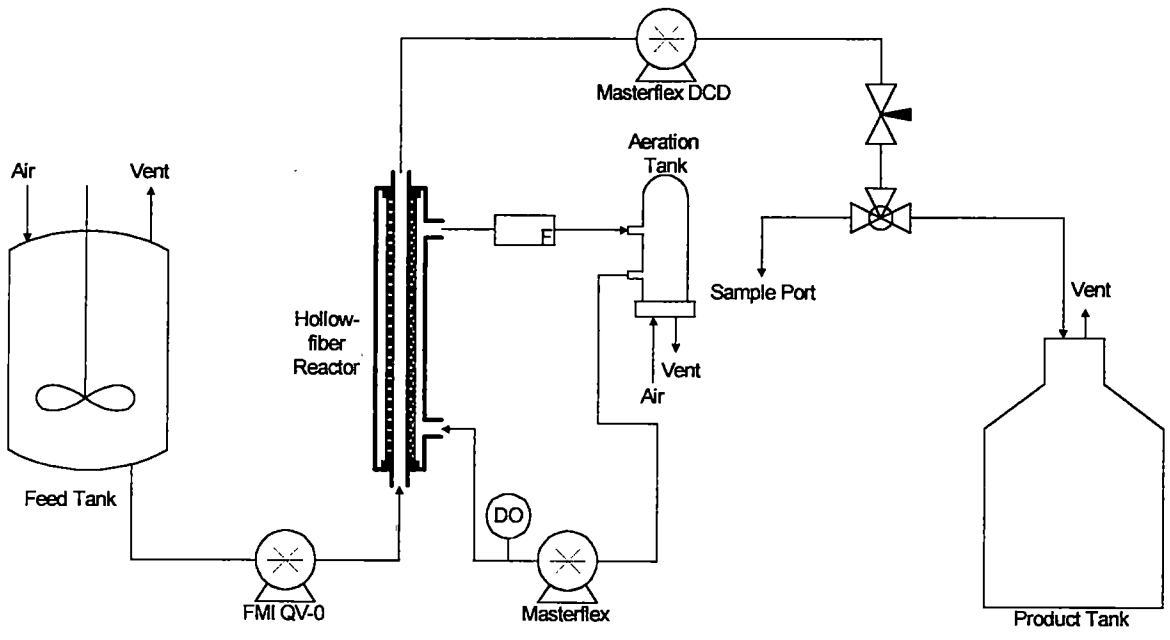 Masterflex DCD
Aeration
Tank
Air
Vent
F
Hollow-
fiber
Reactor
Sample Port
Vent
Vent
Air
Feed Tank
DO
FMI QV-0
Masterflex
Product Tank